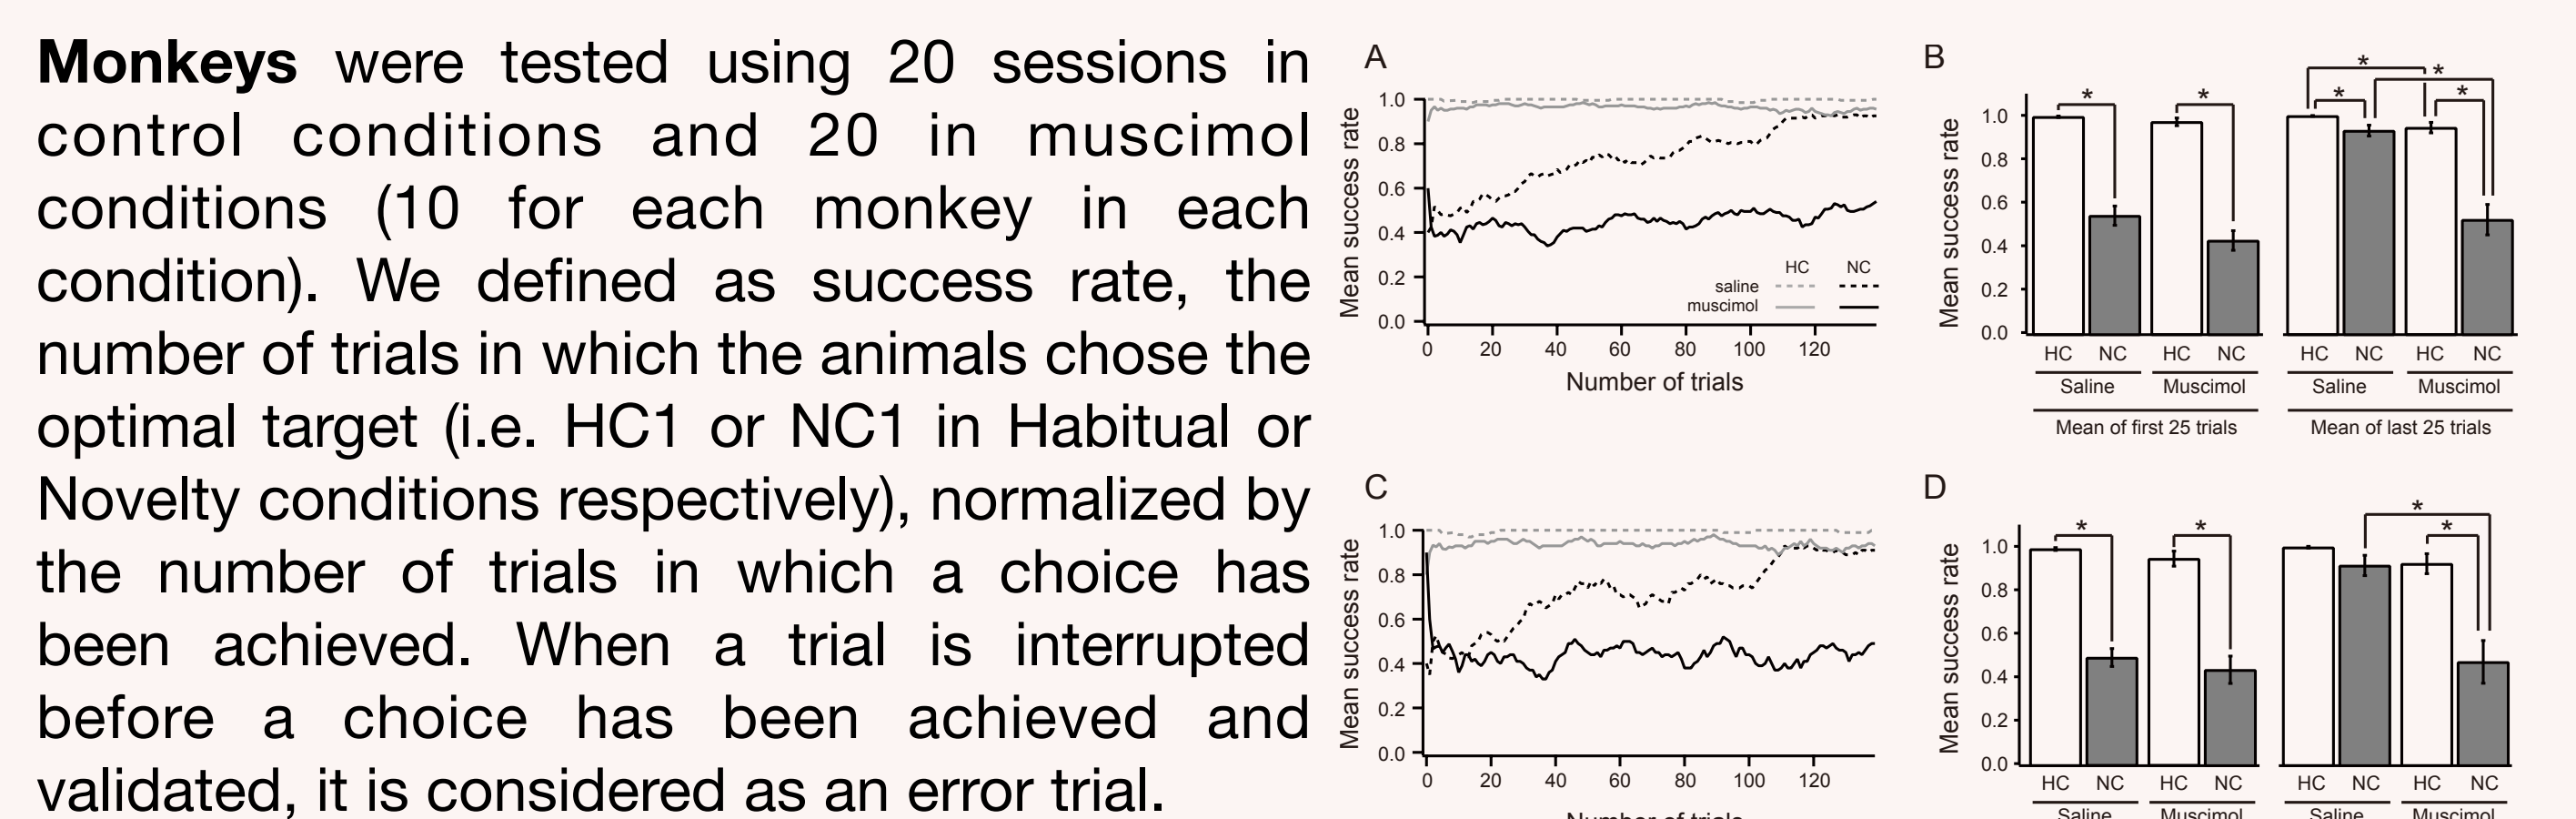 Monkeys were tested using 20 sessions in
control conditions and 20 in muscimol
conditions (10 for each monkey in each
condition). We defined as success rate, the
number of trials in which the animals chose the
optimal target (i.e. HC1 or NC1 in Habitual or
Novelty conditions respectively), normalized by
the number of trials in which a choice has
been achieved. When a trial is interrupted
before a choice has been achieved and
validated, it is considered as an error trial.
A
Mean success rate
1.0
0.8
0.6
0.4
0.2
0.0
HC NC
saline
muscimol
0 20 40 60 80 100 120
Number of trials
B
Mean success rate
* * * * * *
1.0
0.8
0.6
0.4
0.2
0.0
HC NC HC NC HC NC HC NC
Saline Muscimol Saline Muscimol
Mean of first 25 trials Mean of last 25 trials
C
Mean success rate
1.0
0.8
0.6
0.4
0.2
0.0
0 20 40 60 80 100 120
Number of trials
D
Mean success rate
* * * *
1.0
0.8
0.6
0.4
0.2
0.0
HC NC HC NC HC NC HC NC
Saline Muscimol Saline Muscimol